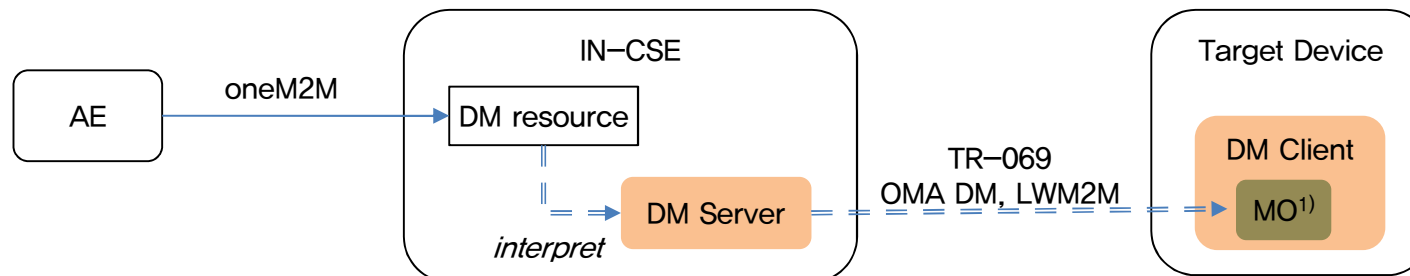 AE
oneM2M
IN-CSE
DM resource
interpret
DM Server
TR-069
OMA DM, LWM2M
Target Device
DM Client
MO1)